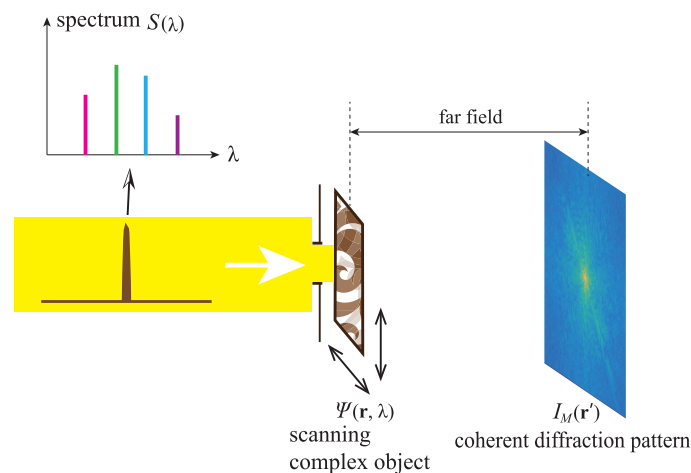 spectrum S(λ)
λ
far field
Ψ(r, λ)
scanning
complex object
I_M(r′)
coherent diffraction pattern